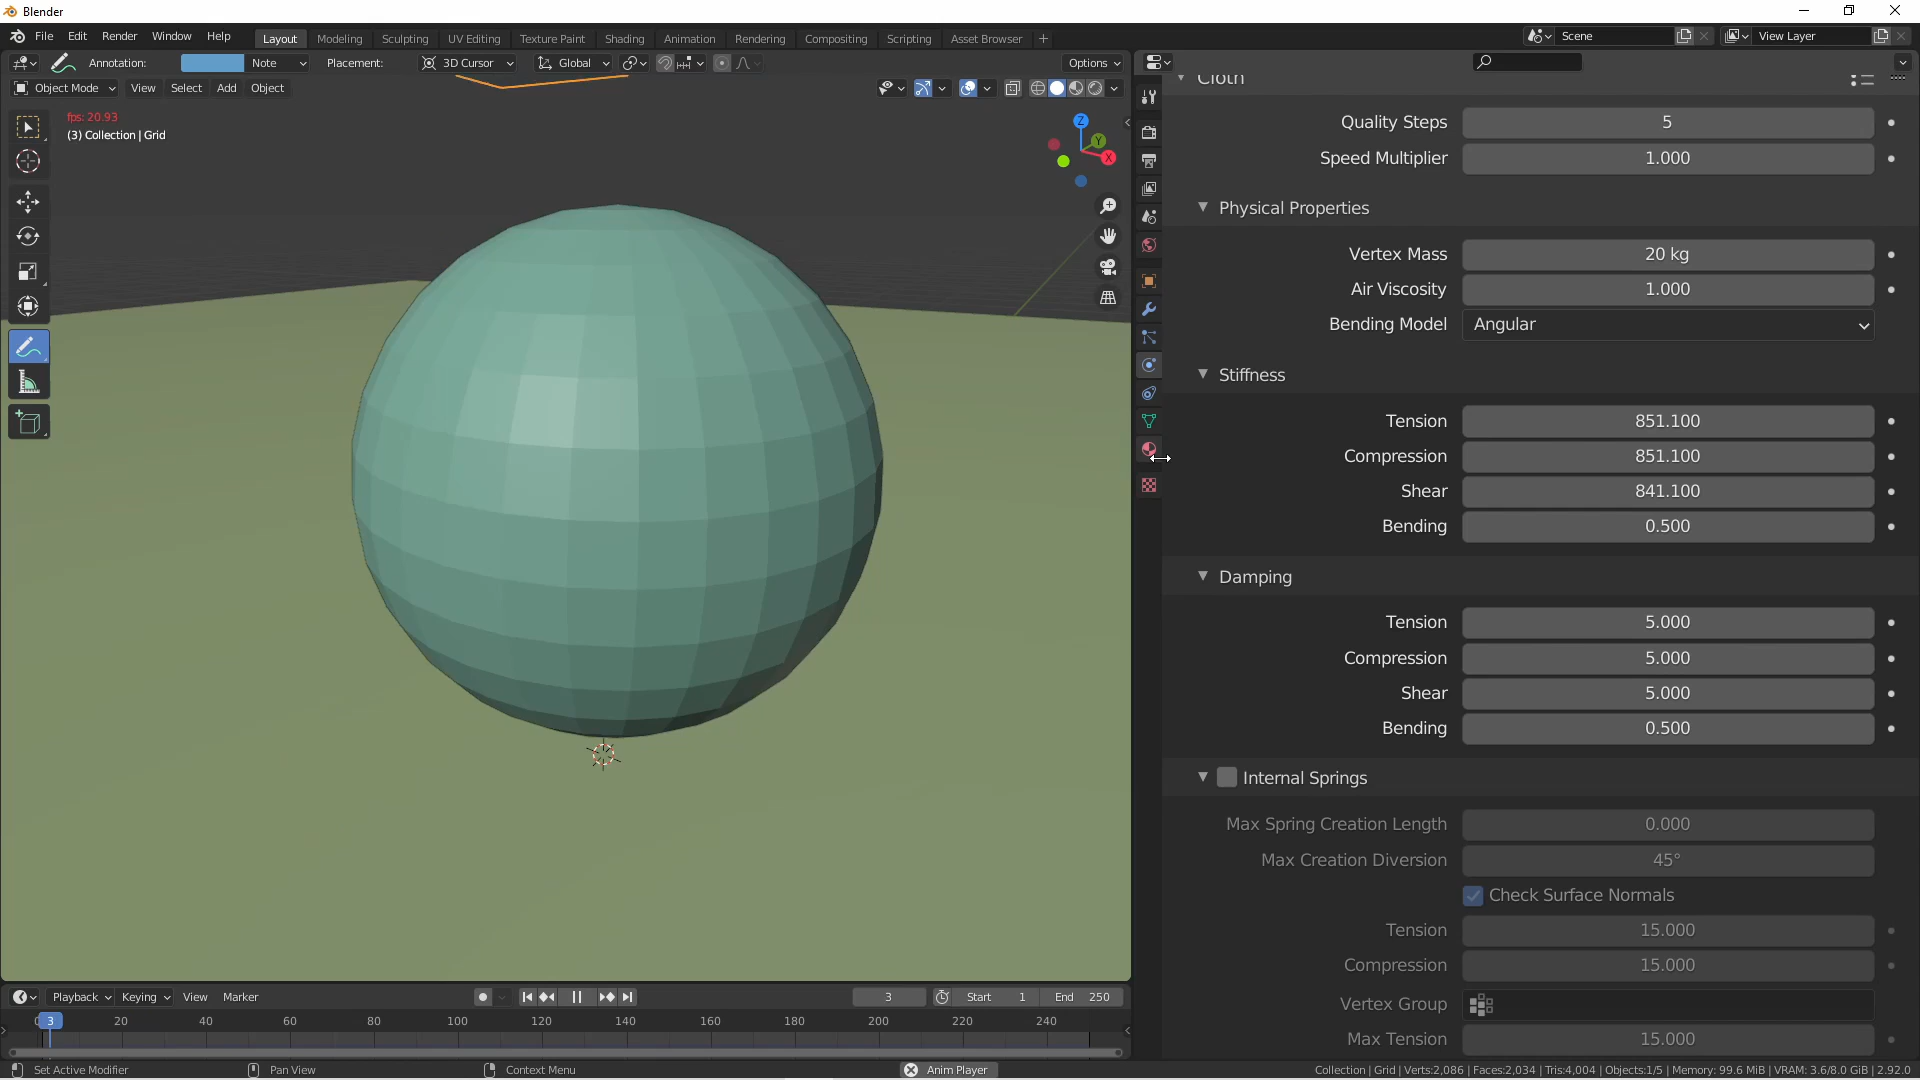 Blender
File Edit Render Window Help Layout Modeling Sculpting UV Editing Texture Paint Shading Animation Rendering Compositing Scripting Asset Browser + Scene View Layer
Annotation: Note Placement: 3D Cursor Global Options
Object Mode View Select Add Object
fps: 20.93
(3) Collection | Grid
Z
Y
X
Cloth
Quality Steps 5
Speed Multiplier 1.000
Physical Properties
Vertex Mass 20 kg
Air Viscosity 1.000
Bending Model Angular
Stiffness
Tension 851.100
Compression 851.100
Shear 841.100
Bending 0.500
Damping
Tension 5.000
Compression 5.000
Shear 5.000
Bending 0.500
Internal Springs
Max Spring Creation Length 0.000
Max Creation Diversion 45°
Check Surface Normals
Tension 15.000
Compression 15.000
Vertex Group
Max Tension 15.000
Playback Keying View Marker 3 Start 1 End 250
0 3 20 40 60 80 100 120 140 160 180 200 220 240
Set Active Modifier Pan View Context Menu Anim Player Collection | Grid | Verts:2,086 | Faces:2,034 | Tris:4,004 | Objects:1/5 | Memory: 99.6 MiB | VRAM: 3.6/8.0 GiB | 2.92.0